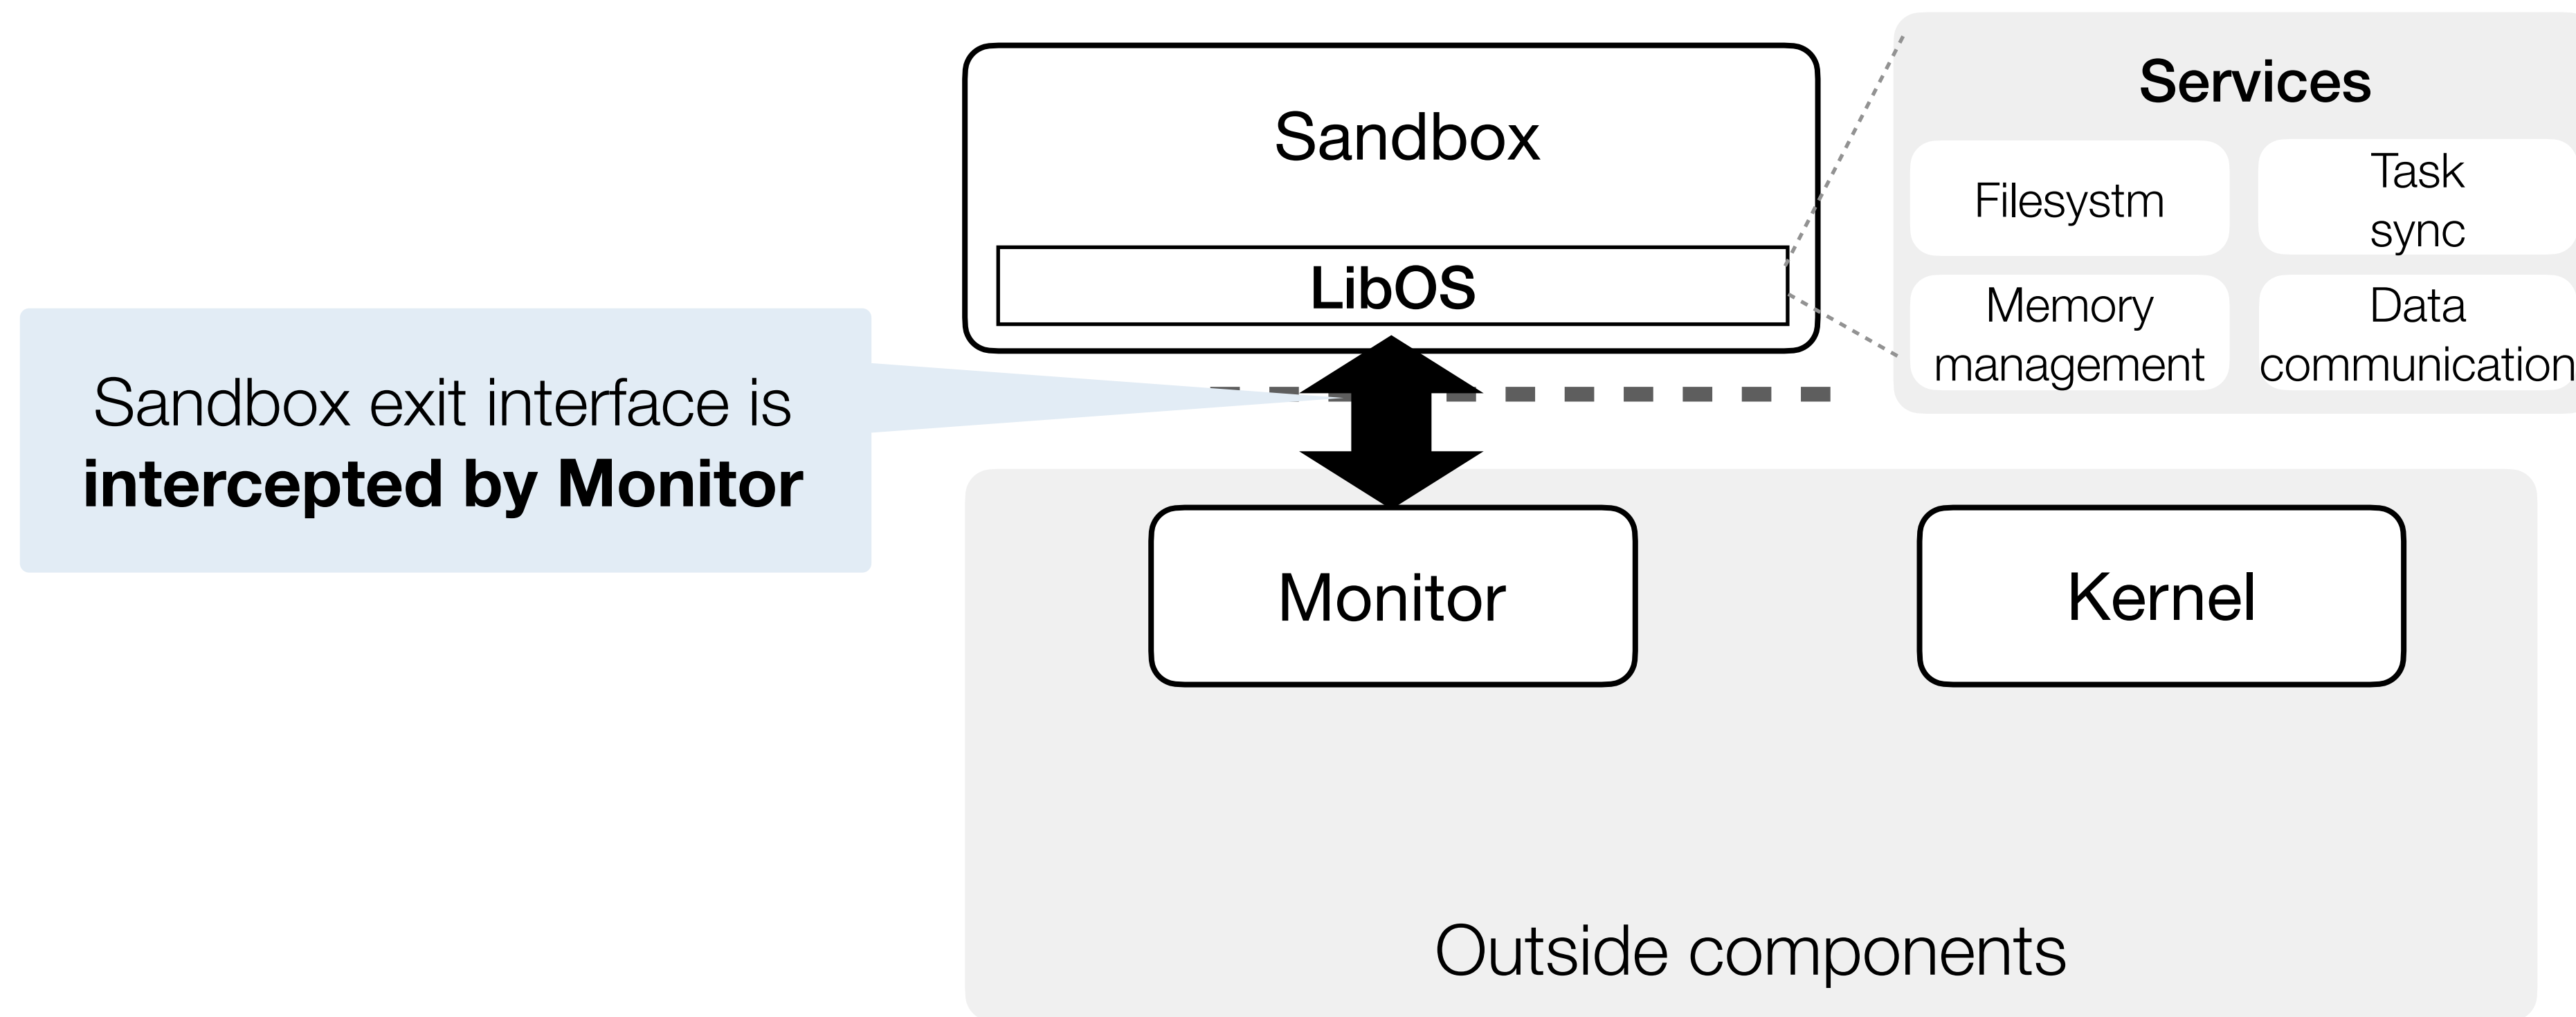 Sandbox
LibOS
Services
Filesystm
Task
sync
Memory
management
Data
communication
Sandbox exit interface is
intercepted by Monitor
Monitor
Kernel
Outside components